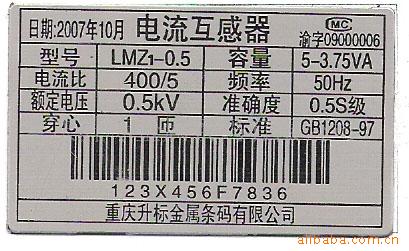 日期:2007年10月 电流互感器 MC 渝字09000006
型号 LMZ1-0.5 容量 5-3.75VA
电流比 400/5 频率 50Hz
额定电压 0.5kV 准确度 0.5S级
穿心 1 匝 标准 GB1208-97
123X456F7836
重庆升标金属条码有限公司
alibaba.com.cn